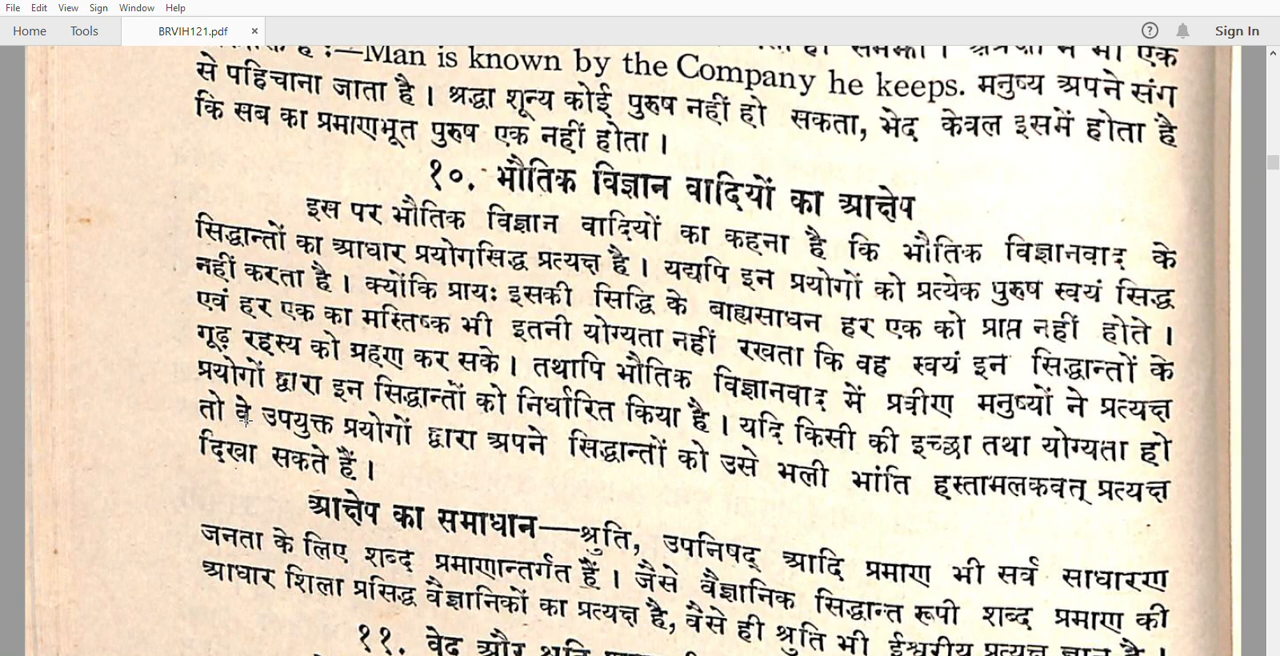 File Edit View Sign Window Help
Home Tools BRVIH121.pdf × ? Sign In
है :—Man is known by the Company he keeps. मनुष्य अपने संग
से पहिचाना जाता है । श्रद्धा शून्य कोई पुरुष नहीं हो सकता, भेद केवल इसमें होता है
कि सब का प्रमाणभूत पुरुष एक नहीं होता ।
१०. भौतिक विज्ञान वादियों का आक्षेप
इस पर भौतिक विज्ञान वादियों का कहना है कि भौतिक विज्ञानवाद के
सिद्धान्तों का आधार प्रयोगसिद्ध प्रत्यक्ष है । यद्यपि इन प्रयोगों को प्रत्येक पुरुष स्वयं सिद्ध
नहीं करता है । क्योंकि प्रायः इसकी सिद्धि के बाह्यसाधन हर एक को प्राप्त नहीं होते ।
एवं हर एक का मस्तिष्क भी इतनी योग्यता नहीं रखता कि वह स्वयं इन सिद्धान्तों के
गूढ़ रहस्य को ग्रहण कर सके । तथापि भौतिक विज्ञानवाद में प्रवीण मनुष्यों ने प्रत्यक्ष
प्रयोगों द्वारा इन सिद्धान्तों को निर्धारित किया है । यदि किसी की इच्छा तथा योग्यता हो
तो वे उपयुक्त प्रयोगों द्वारा अपने सिद्धान्तों को उसे भली भांति हस्तामलकवत् प्रत्यक्ष
दिखा सकते हैं ।
आक्षेप का समाधान—श्रुति, उपनिषद् आदि प्रमाण भी सर्व साधारण
जनता के लिए शब्द प्रमाणान्तर्गत हैं । जैसे वैज्ञानिक सिद्धान्त रूपी शब्द प्रमाण की
आधार शिला प्रसिद्ध वैज्ञानिकों का प्रत्यक्ष है, वैसे ही श्रुति भी ईश्वरीय प्रत्यक्ष ज्ञान है ।
११. वेद और श्रुति